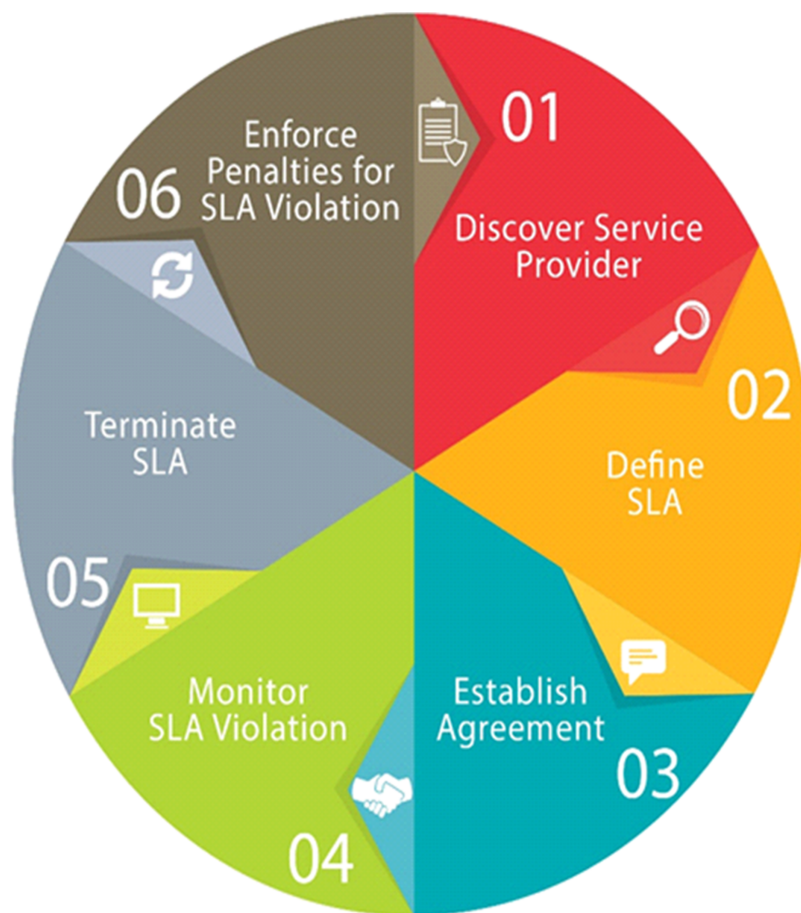 01
Discover Service
Provider
02
Define
SLA
03
Establish
Agreement
04
Monitor
SLA Violation
05
Terminate
SLA
06
Enforce
Penalties for
SLA Violation